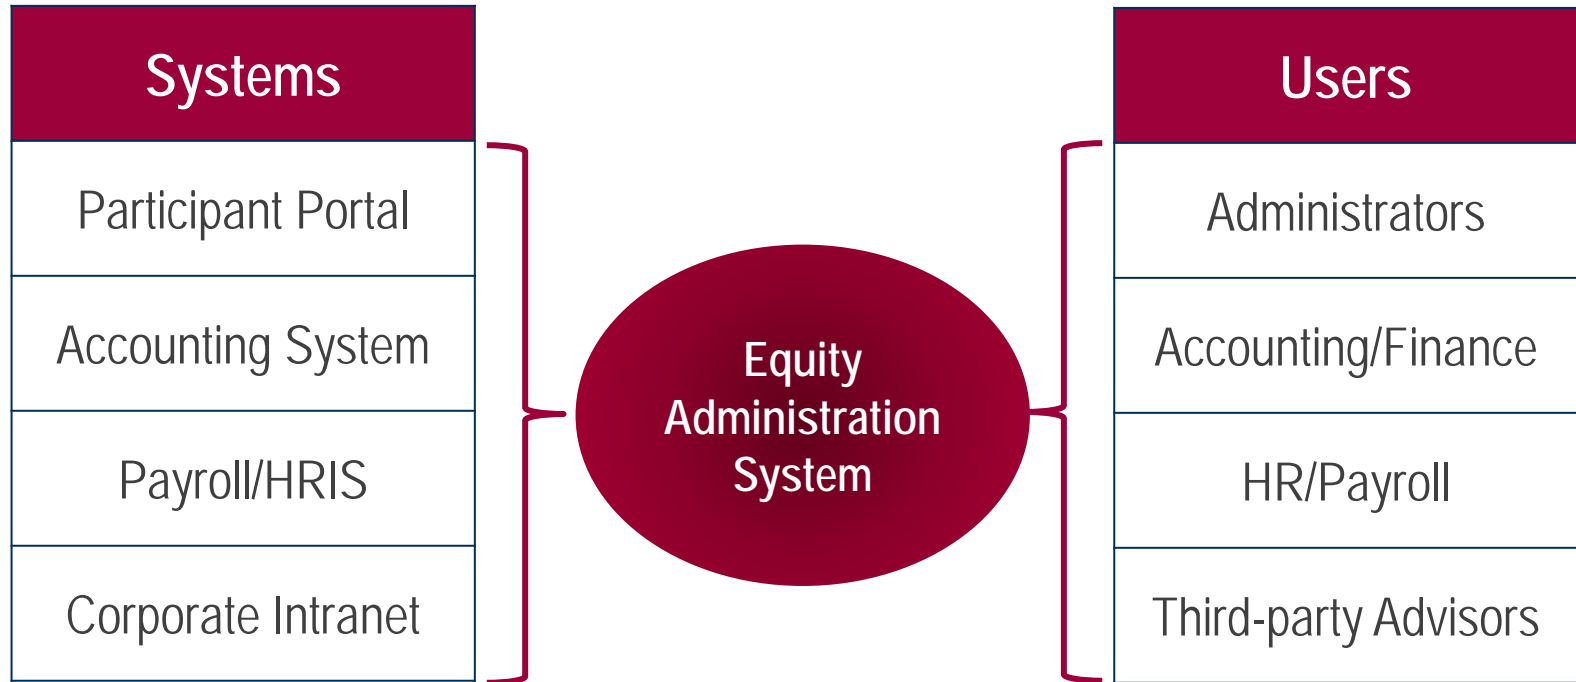 Systems
Participant Portal
Accounting System
Payroll/HRIS
Corporate Intranet
Equity
Administration
System
Users
Administrators
Accounting/Finance
HR/Payroll
Third-party Advisors